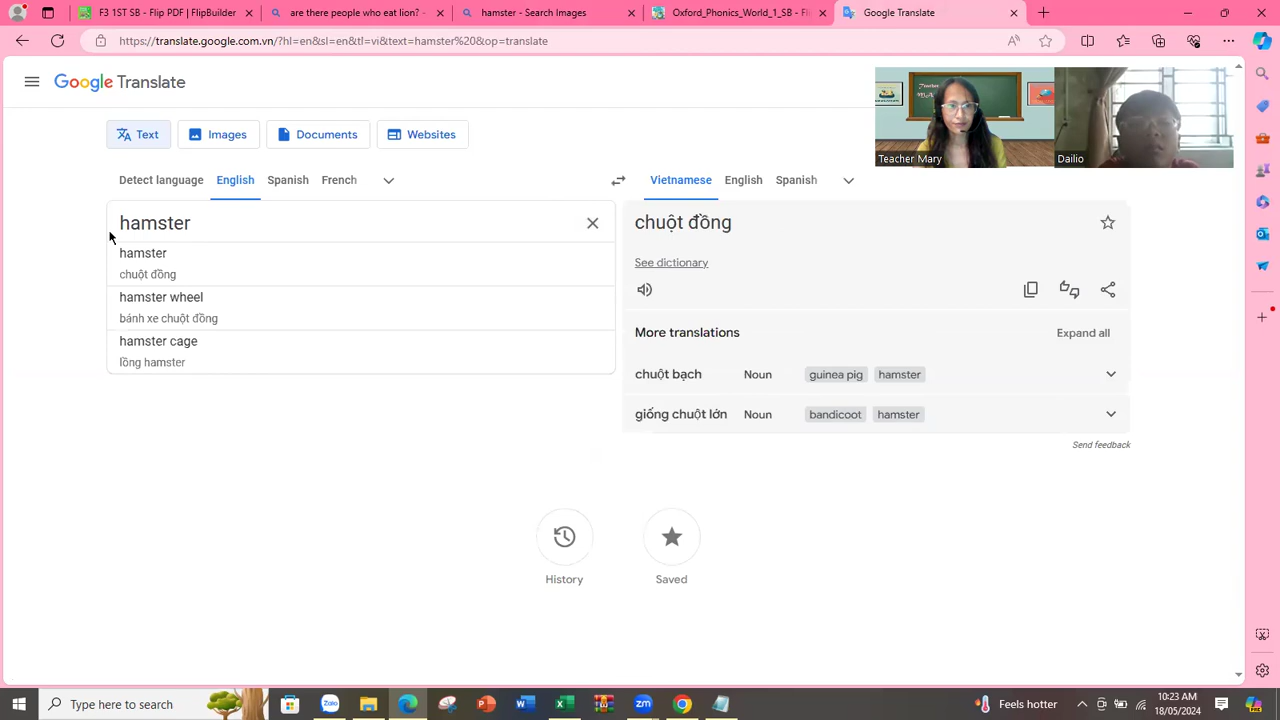 F3 1ST SB - Flip PDF | FlipBuilder
are there people who eat lion? -
hamster - Search Images
Oxford_Phonics_World_1_SB - Fli
Google Translate
https://translate.google.com.vn/?hl=en&sl=en&tl=vi&text=hamster%20&op=translate
Google Translate
Text
Images
Documents
Websites
Teacher Mary
Dailio
Detect language
English
Spanish
French
Vietnamese
English
Spanish
hamster
hamster
chuột đồng
hamster wheel
bánh xe chuột đồng
hamster cage
lồng hamster
chuột đồng
See dictionary
More translations
Expand all
chuột bạch Noun guinea pig hamster
giống chuột lớn Noun bandicoot hamster
Send feedback
History
Saved
Type here to search
Zalo
zm
Feels hotter
10:23 AM
18/05/2024